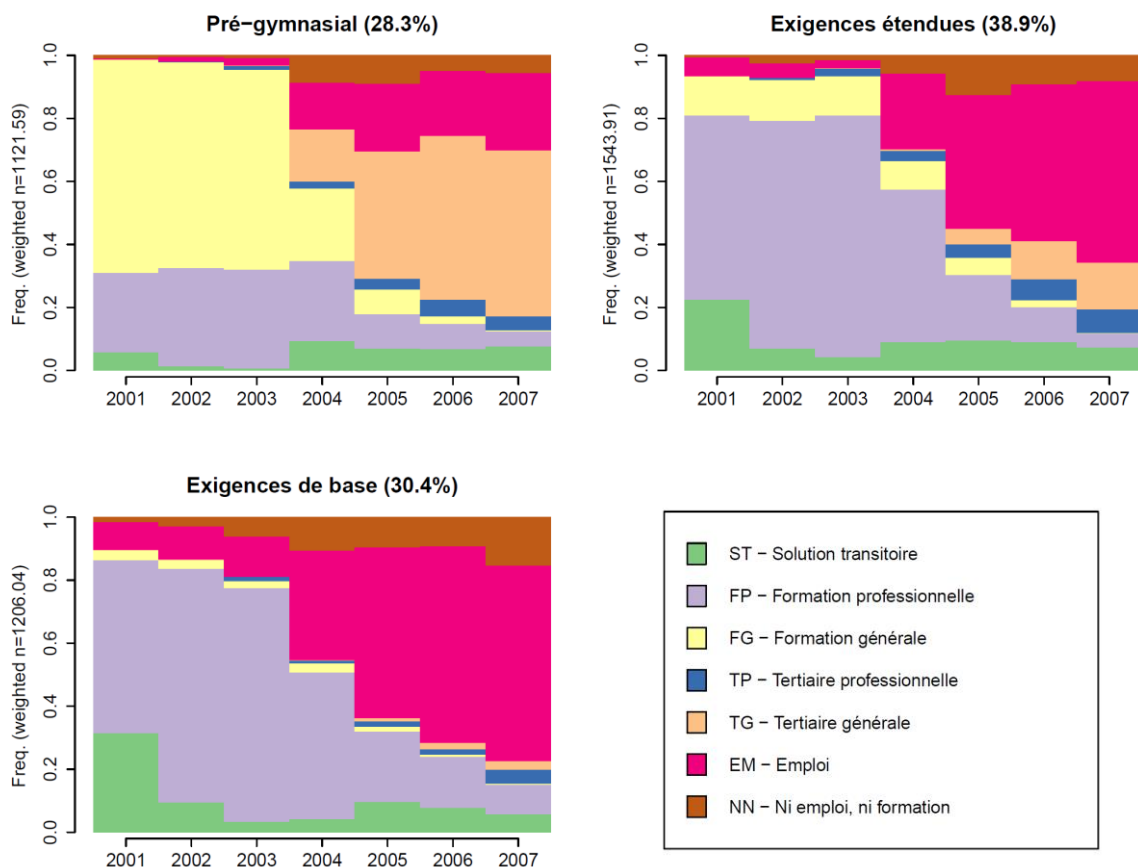 Pré−gymnasial (28.3%)
Freq. (weighted n=1121.59)
1.0
0.8
0.6
0.4
0.2
0.0
2001 2002 2003 2004 2005 2006 2007
Exigences étendues (38.9%)
Freq. (weighted n=1543.91)
1.0
0.8
0.6
0.4
0.2
0.0
2001 2002 2003 2004 2005 2006 2007
Exigences de base (30.4%)
Freq. (weighted n=1206.04)
1.0
0.8
0.6
0.4
0.2
0.0
2001 2002 2003 2004 2005 2006 2007
ST − Solution transitoire
FP − Formation professionnelle
FG − Formation générale
TP − Tertiaire professionnelle
TG − Tertiaire générale
EM − Emploi
NN − Ni emploi, ni formation